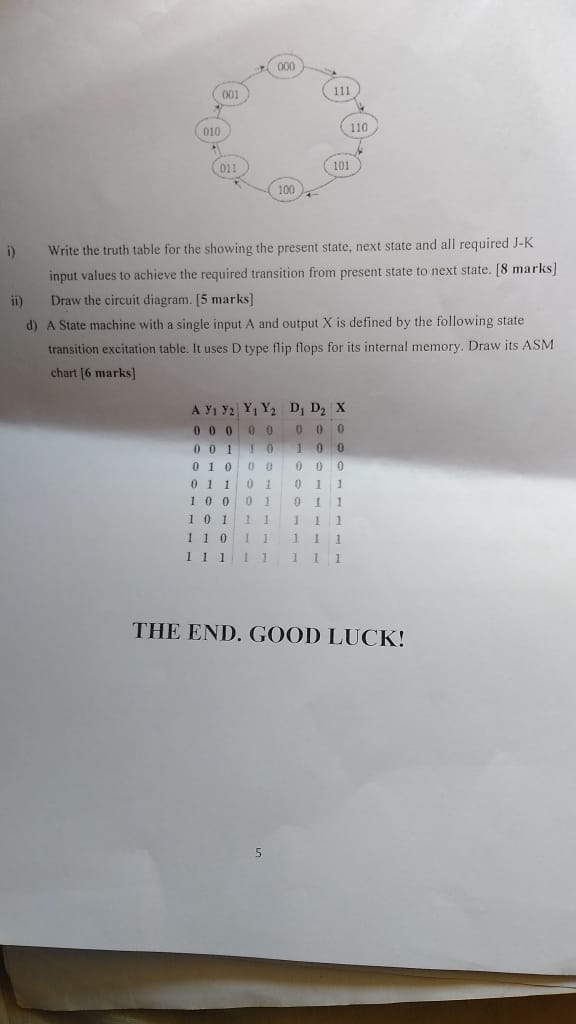 000
001
111
010
110
011
101
100
i) Write the truth table for the showing the present state, next state and all required J-K
input values to achieve the required transition from present state to next state. [8 marks]
ii) Draw the circuit diagram. [5 marks]
d) A State machine with a single input A and output X is defined by the following state
transition excitation table. It uses D type flip flops for its internal memory. Draw its ASM
chart [6 marks]
A y₁ y₂ Y₁ Y₂ D₁ D₂ X
0 0 0 0 0 0 0 0
0 0 1 1 0 1 0 0
0 1 0 0 0 0 0 0
0 1 1 0 1 0 1 1
1 0 0 0 1 0 1 1
1 0 1 1 1 1 1 1
1 1 0 1 1 1 1 1
1 1 1 1 1 1 1 1
THE END. GOOD LUCK!
5